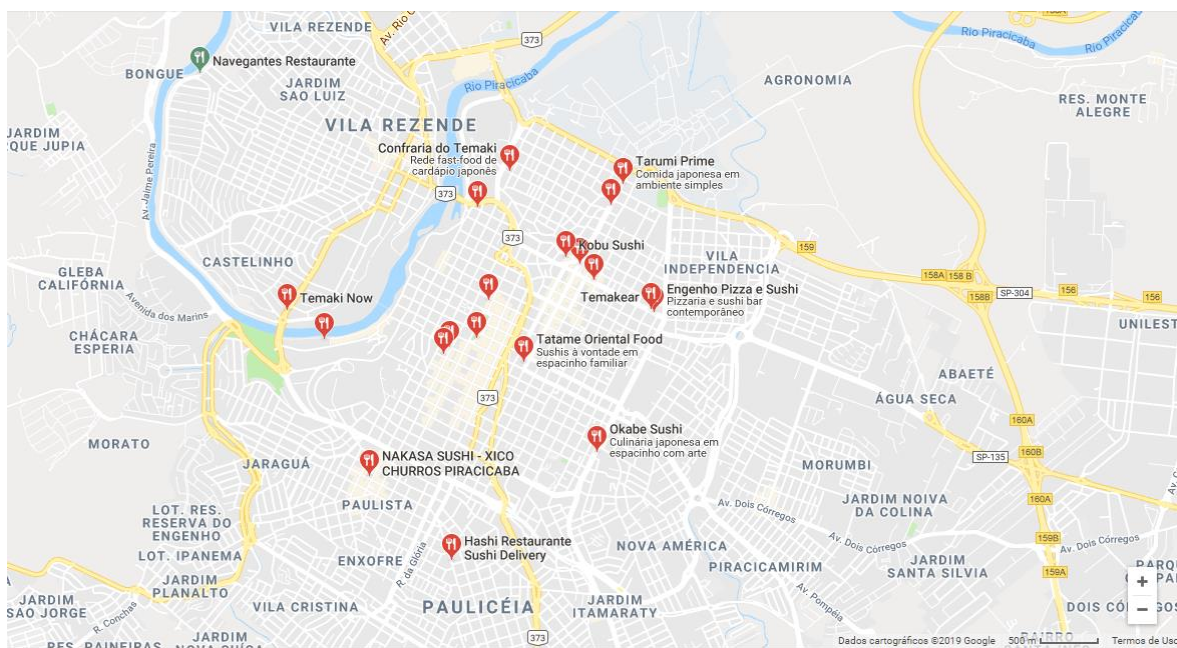 VILA REZENDE
Av. Rio C
373
Rio Piracicaba
Rio Piracicaba
Navegantes Restaurante
BONGUE
JARDIM
SAO LUIZ
Rio Piracicaba
AGRONOMIA
RES. MONTE
ALEGRE
JARDIM
RQUE JUPIA
VILA REZENDE
Av. Jaime Pereira
Confraria do Temaki
Rede fast-food de
cardápio japonês
Tarumi Prime
Comida japonesa em
ambiente simples
373
373
159
Kobu Sushi
VILA
INDEPENDENCIA
CASTELINHO
GLEBA
CALIFÓRNIA
158A
158 B
158B
SP-304
156
156
Avenida dos Marins
Temaki Now
Temakear
Engenho Pizza e Sushi
Pizzaria e sushi bar
contemporâneo
UNILEST
CHÁCARA
ESPERIA
Tatame Oriental Food
Sushis à vontade em
espacinho familiar
ABAETÉ
373
ÁGUA SECA
160A
MORATO
Okabe Sushi
Culinária japonesa em
espacinho com arte
160B
SP-135
JARAGUÁ
NAKASA SUSHI - XICO
CHURROS PIRACICABA
MORUMBI
160A
PAULISTA
JARDIM NOIVA
DA COLINA
LOT. RES.
RESERVA DO
ENGENHO
Av. Dois Córregos
LOT. IPANEMA
Hashi Restaurante
Sushi Delivery
NOVA AMÉRICA
Av. Dois Córregos
159B
Av. Dois Córregos
ENXOFRE
R. da Glória
PIRACICAMIRIM
JARDIM
SANTA SILVIA
159A
JARDIM
PLANALTO
JARDIM
SAO JORGE
R. Conchas
VILA CRISTINA
PAULICÉIA
JARDIM
ITAMARATY
Av. Pompéia
DOIS CÓ
373
JARDIM
Dados cartográficos ©2019 Google
500 m
Termos de Uso